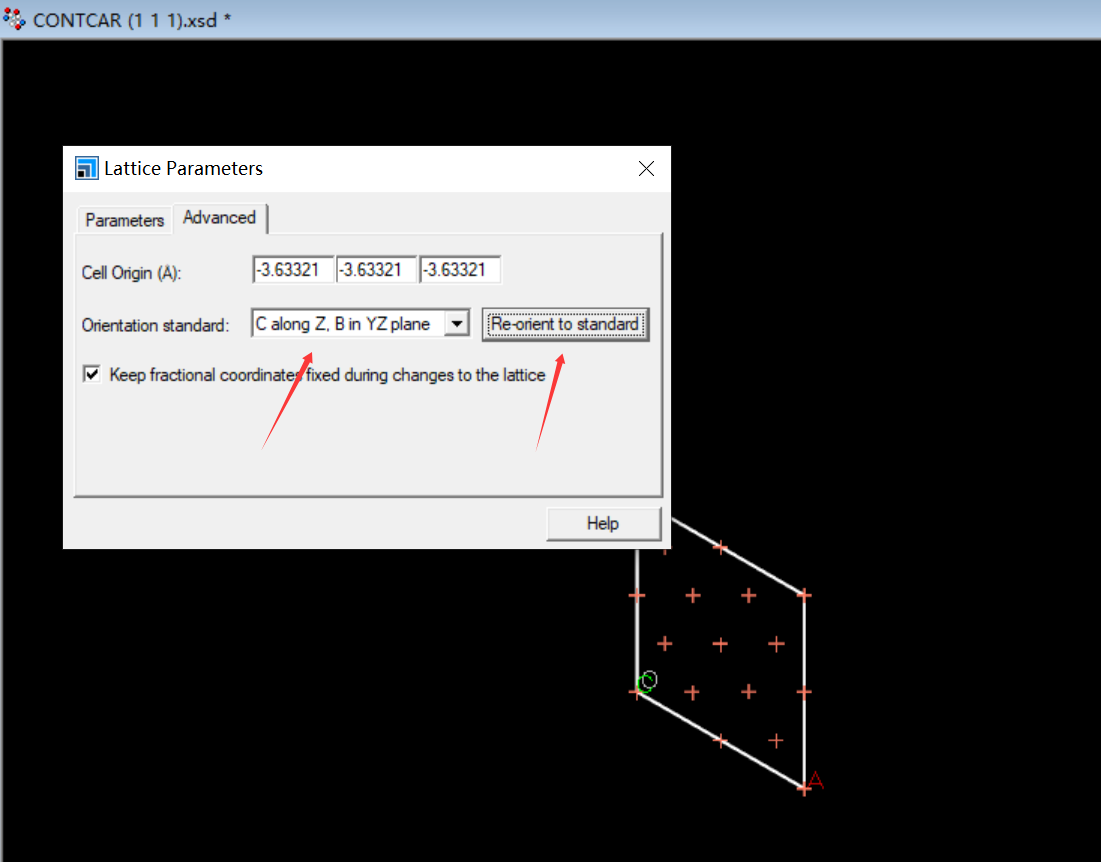 CONTCAR (1 1 1).xsd *
Lattice Parameters
Parameters Advanced
Cell Origin (Å): -3.63321 -3.63321 -3.63321
Orientation standard: C along Z, B in YZ plane Re-orient to standard
Keep fractional coordinates fixed during changes to the lattice
Help
A